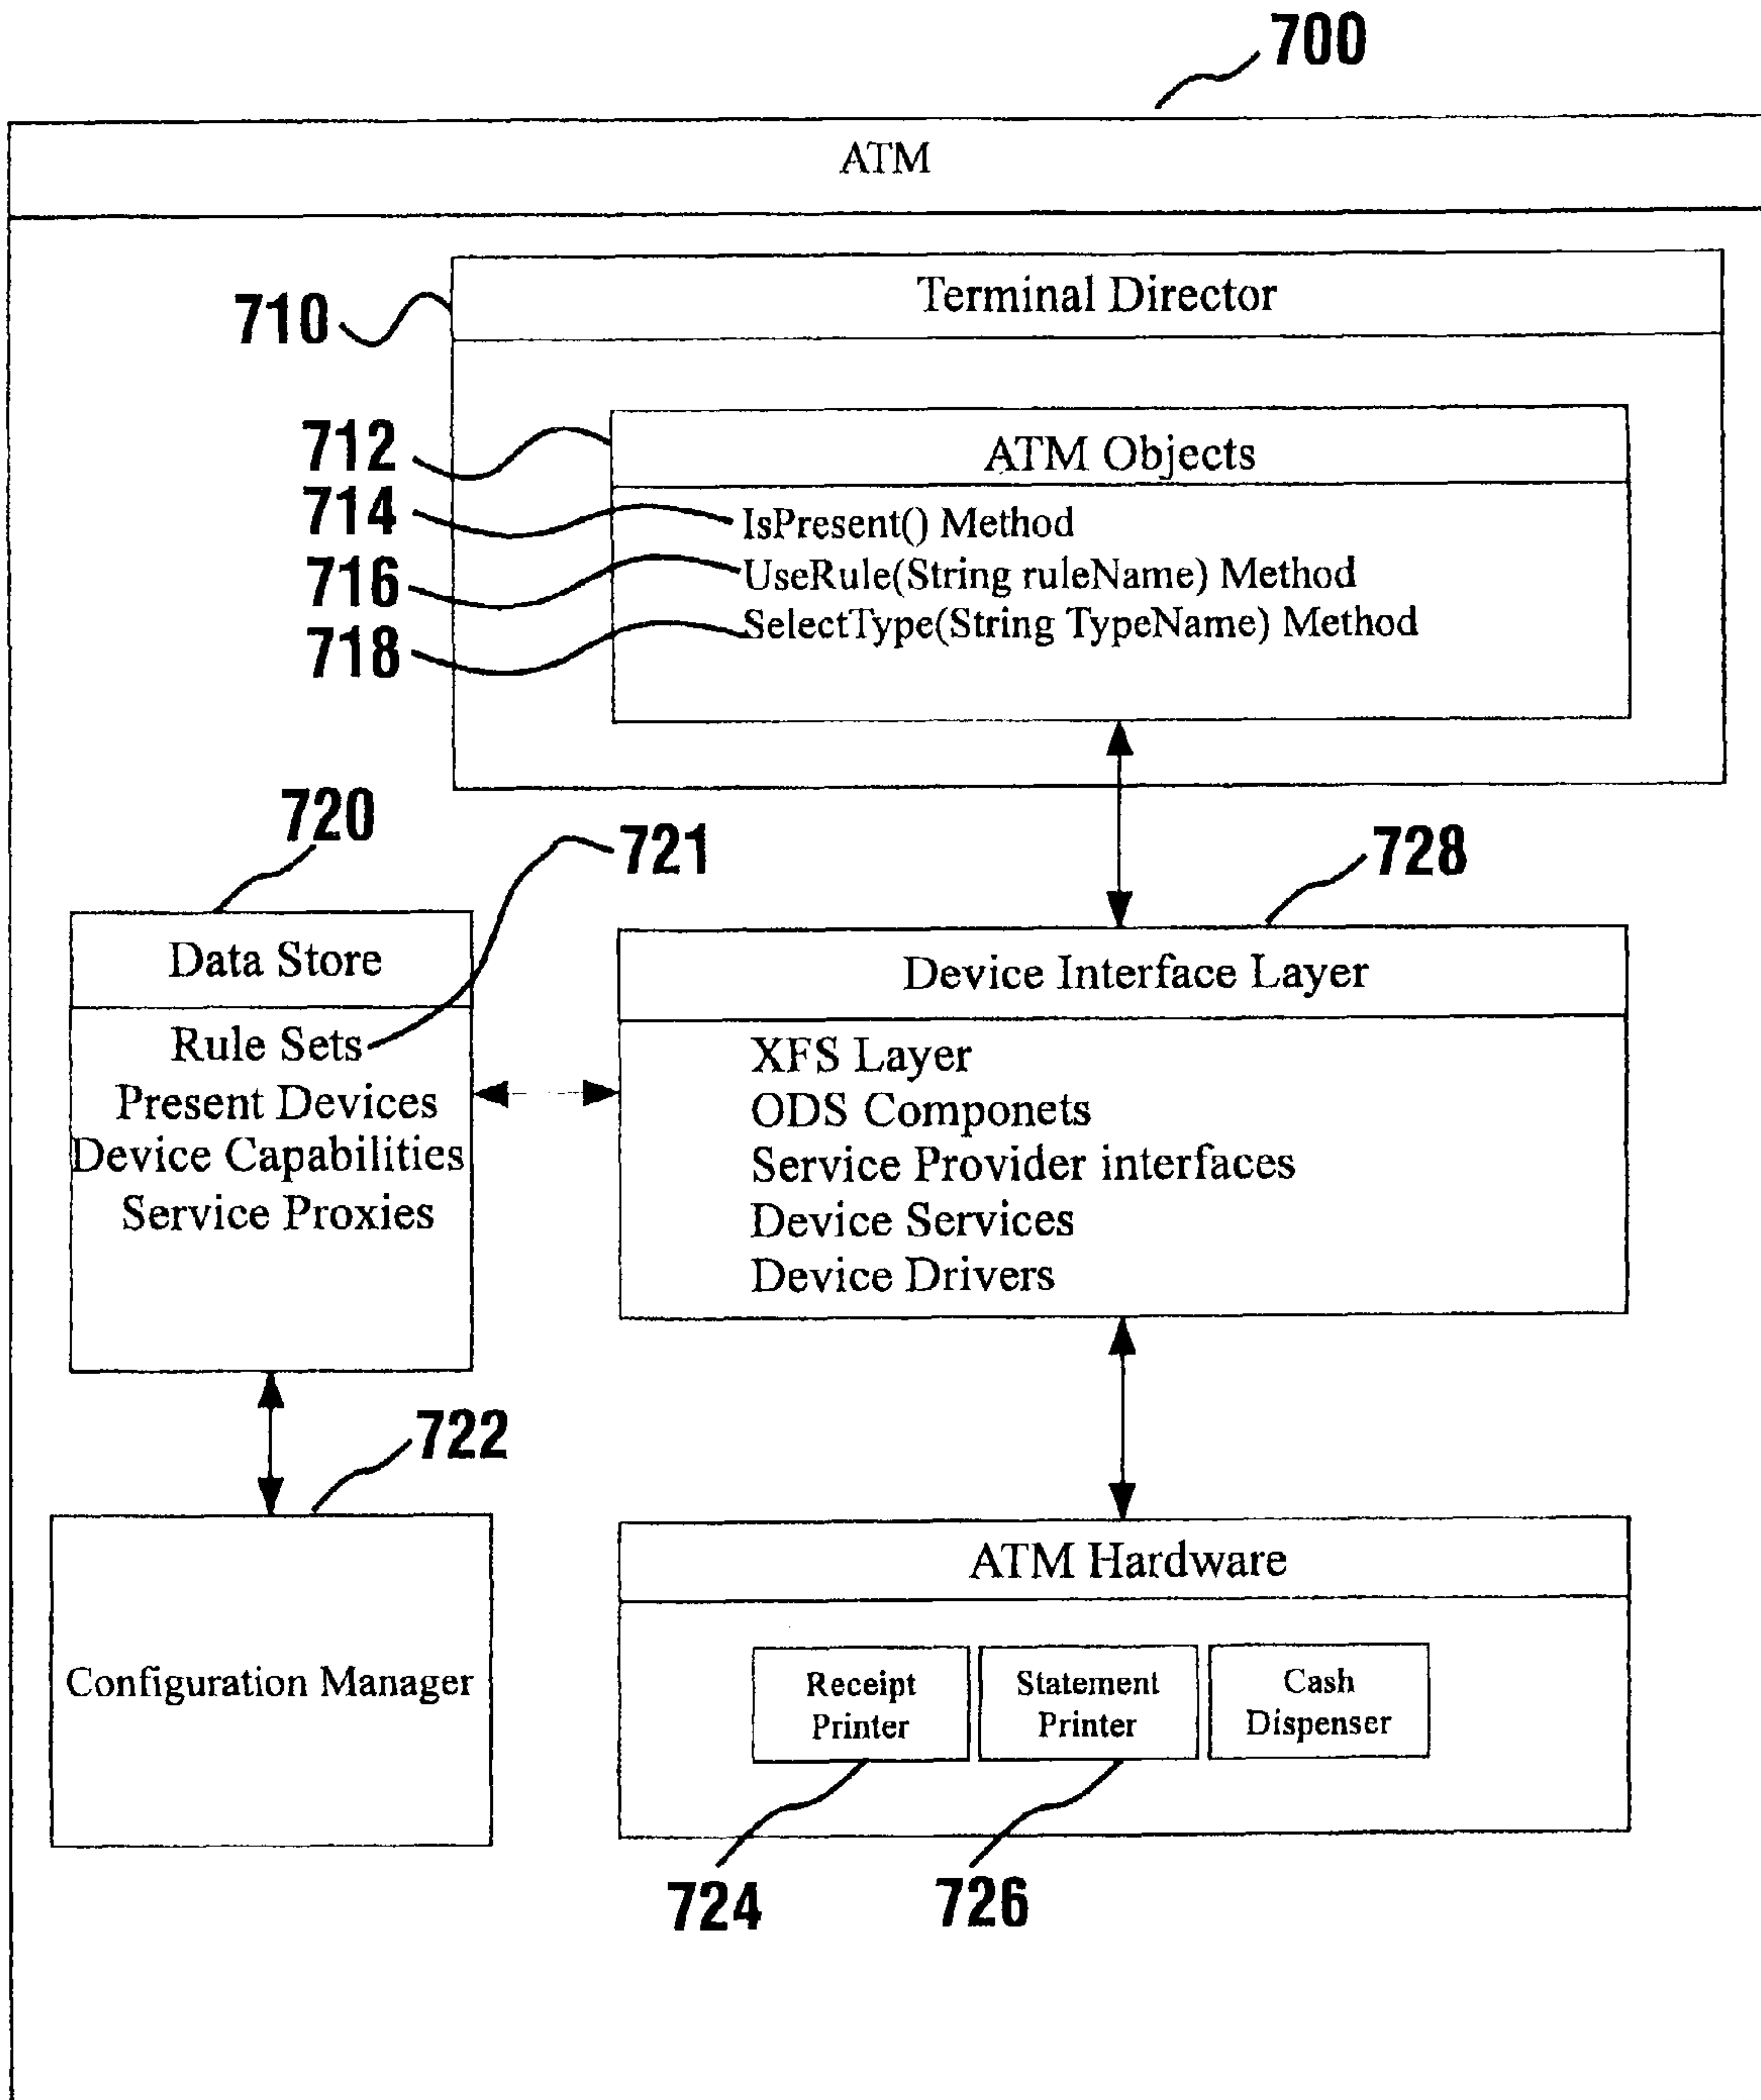 700
ATM
710
Terminal Director
712
ATM Objects
714
IsPresent() Method
716
UseRule(String ruleName) Method
718
SelectType(String TypeName) Method
720
721
728
Data Store
Rule Sets
Present Devices
Device Capabilities
Service Proxies
Device Interface Layer
XFS Layer
ODS Componets
Service Provider interfaces
Device Services
Device Drivers
722
Configuration Manager
ATM Hardware
Receipt
Printer
Statement
Printer
Cash
Dispenser
724
726